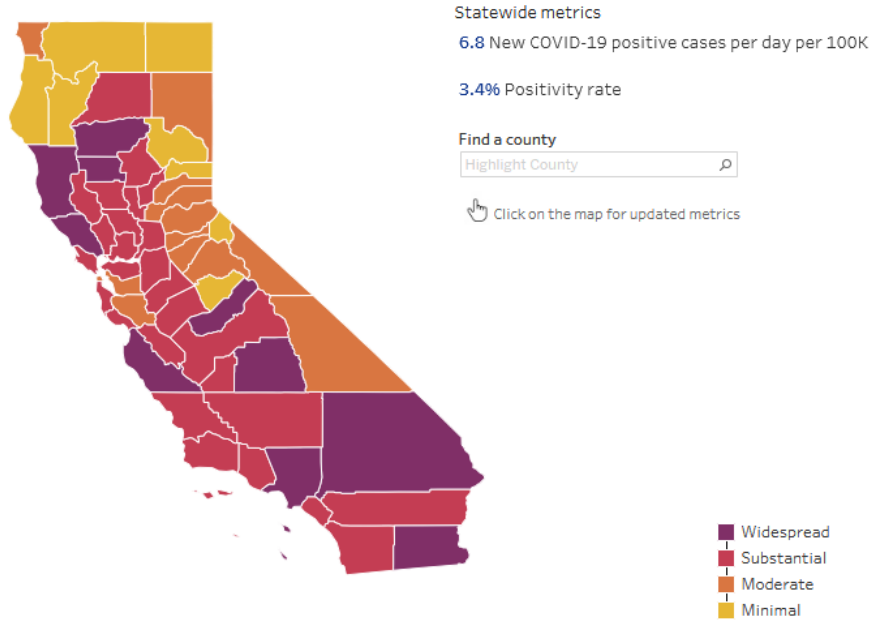 Statewide metrics
6.8 New COVID-19 positive cases per day per 100K
3.4% Positivity rate
Find a county
Highlight County
Click on the map for updated metrics
Widespread
Substantial
Moderate
Minimal